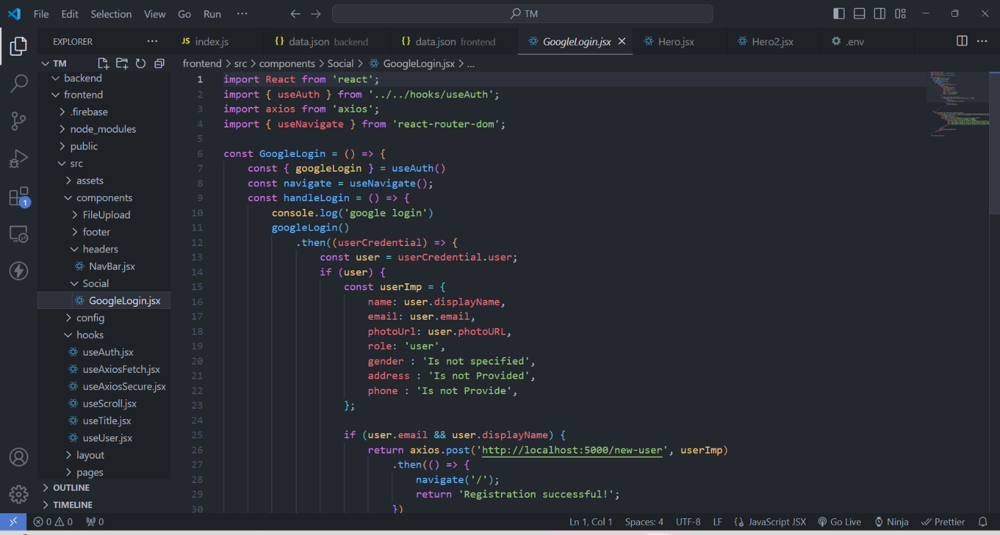 File Edit Selection View Go Run ... TM
EXPLORER ... JS index.js {} data.json backend {} data.json frontend GoogleLogin.jsx Hero.jsx Hero2.jsx .env ...
TM frontend > src > components > Social > GoogleLogin.jsx > ...
backend
frontend
.firebase
node_modules
public
src
assets
components
FileUpload
footer
headers
NavBar.jsx
Social
GoogleLogin.jsx
config
hooks
useAuth.jsx
useAxiosFetch.jsx
useAxiosSecure.jsx
useScroll.jsx
useTitle.jsx
useUser.jsx
layout
pages
OUTLINE
TIMELINE
1
1 import React from 'react';
2 import { useAuth } from '../../hooks/useAuth';
3 import axios from 'axios';
4 import { useNavigate } from 'react-router-dom';
5
6 const GoogleLogin = () => {
7 const { googleLogin } = useAuth()
8 const navigate = useNavigate();
9 const handleLogin = () => {
10 console.log('google login')
11 googleLogin()
12 .then((userCredential) => {
13 const user = userCredential.user;
14 if (user) {
15 const userImp = {
16 name: user.displayName,
17 email: user.email,
18 photoUrl: user.photoURL,
19 role: 'user',
20 gender : 'Is not specified',
21 address : 'Is not Provided',
22 phone : 'Is not Provide',
23 };
24
25 if (user.email && user.displayName) {
26 return axios.post('http://localhost:5000/new-user', userImp)
27 .then(() => {
28 navigate('/');
29 return 'Registration successful!';
30 })
0 0 0 Ln 1, Col 1 Spaces: 4 UTF-8 LF JavaScript JSX Go Live Ninja Prettier